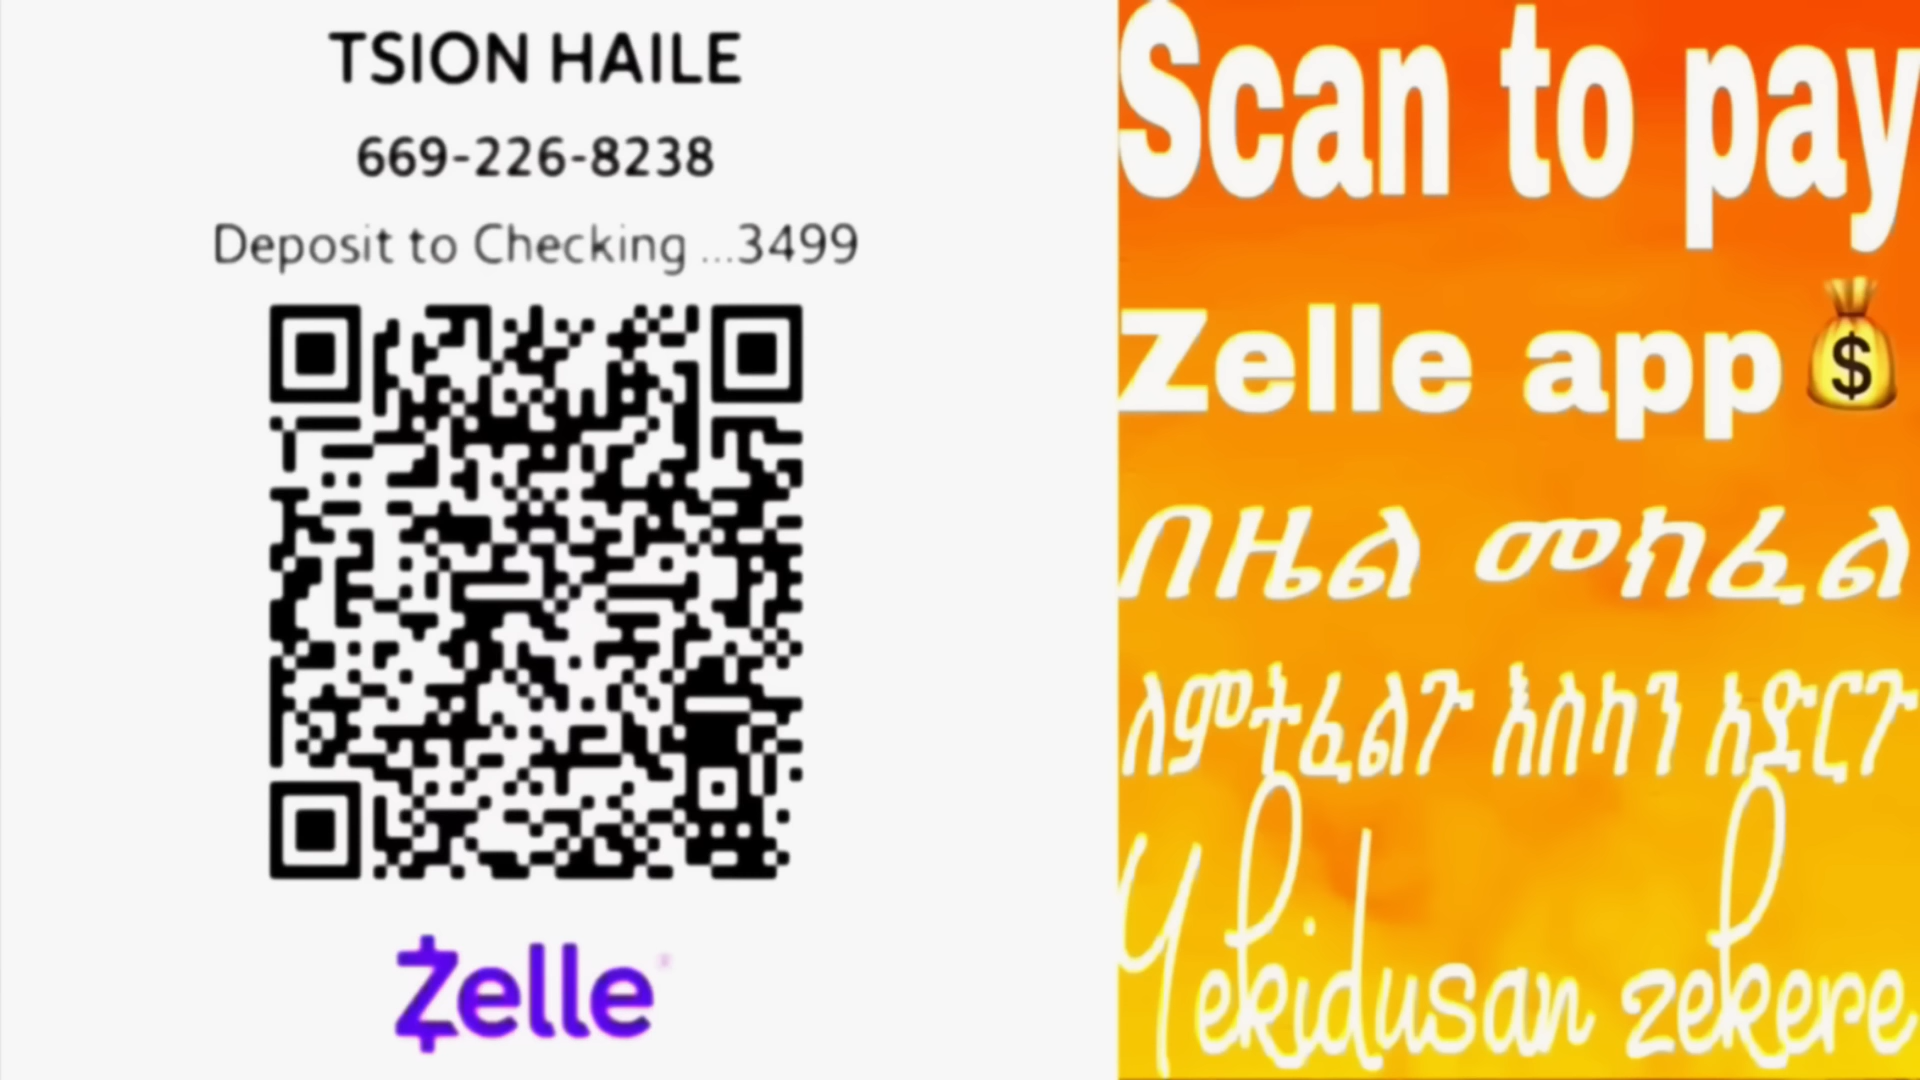 TSION HAILE
669-226-8238
Deposit to Checking ...3499
Zelle
Scan to pay
Zelle app
$
በዜል መክፈል
ለምትፈልጉ እስካን አድርጉ
Yekidusan zekere